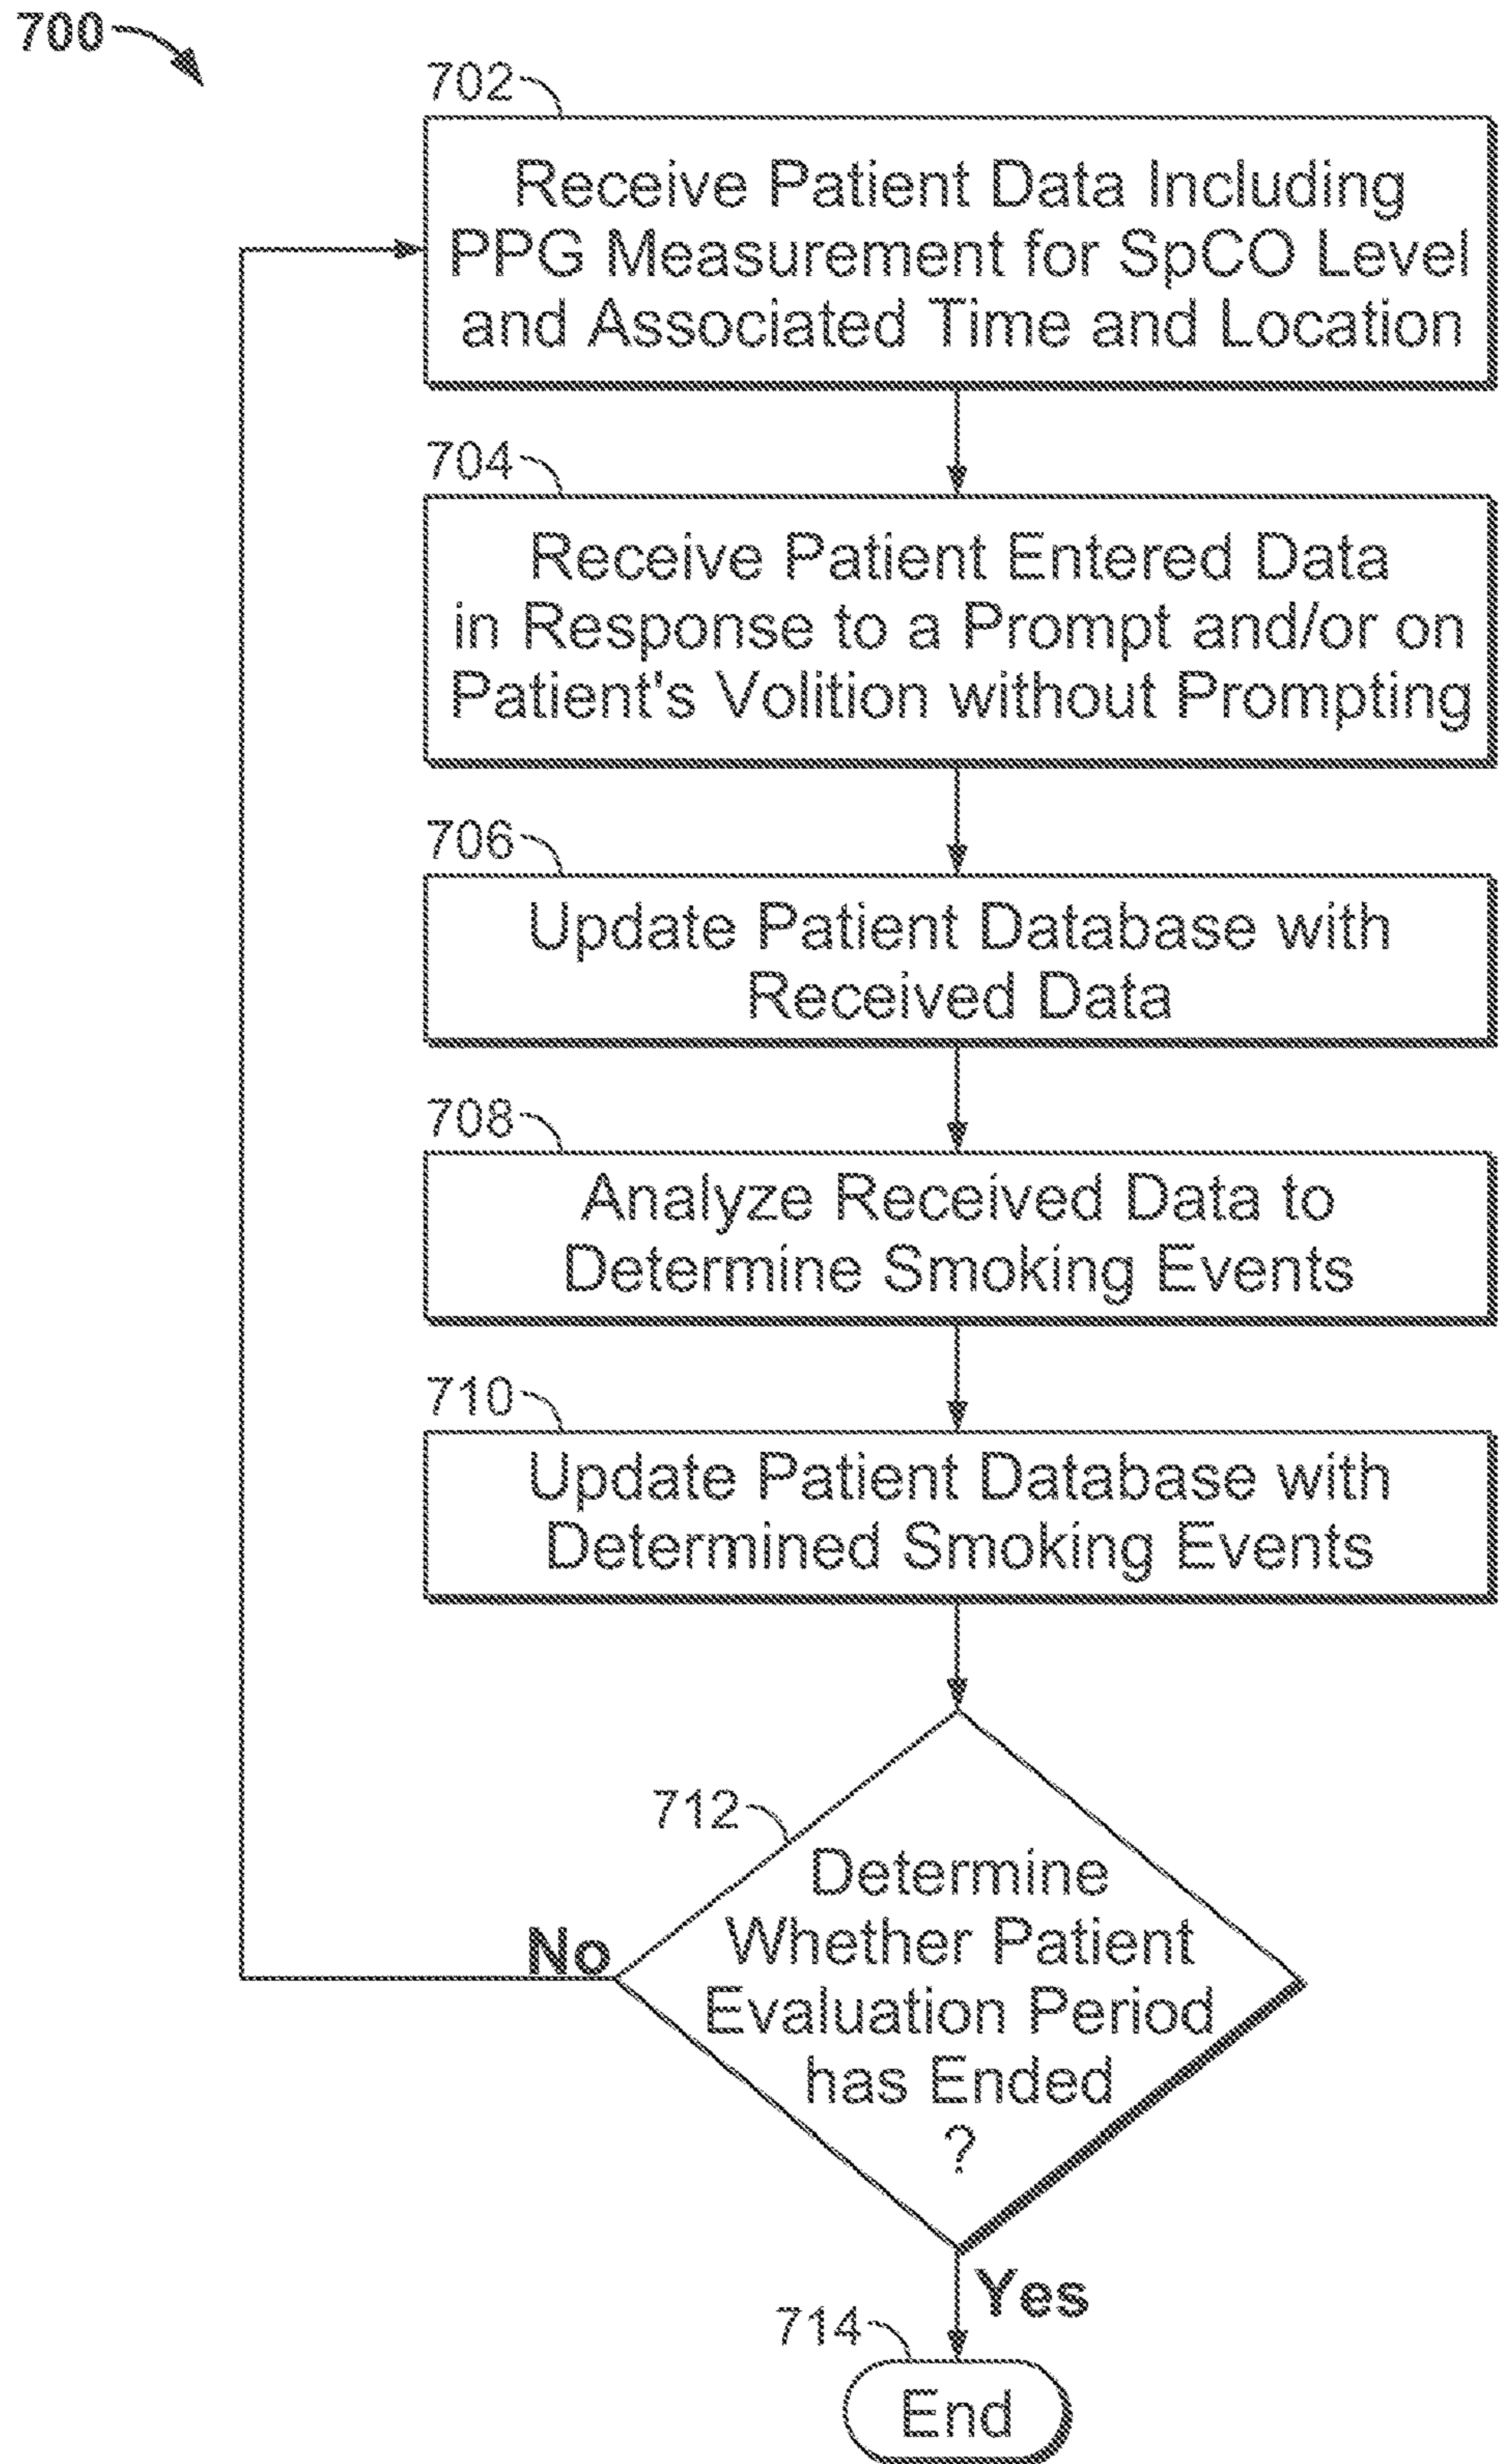 700
702
Receive Patient Data Including
PPG Measurement for SpCO Level
and Associated Time and Location
704
Receive Patient Entered Data
in Response to a Prompt and/or on
Patient's Volition without Prompting
706
Update Patient Database with
Received Data
708
Analyze Received Data to
Determine Smoking Events
710
Update Patient Database with
Determined Smoking Events
712
Determine
Whether Patient
Evaluation Period
has Ended
?
No
Yes
714
End